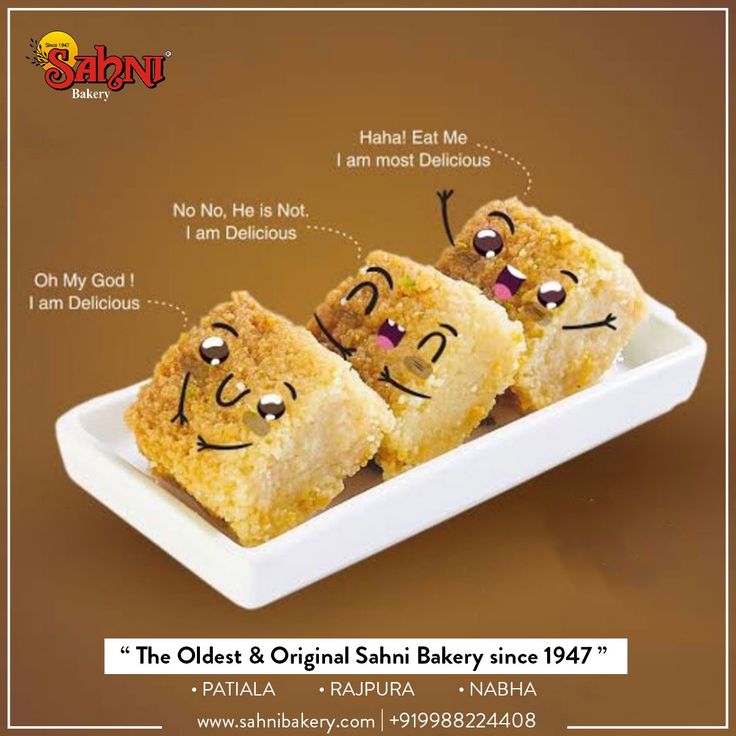 Since 1947
SahNI®
Bakery
Haha! Eat Me
I am most Delicious
No No, He is Not.
I am Delicious
Oh My God !
I am Delicious
“ The Oldest & Original Sahni Bakery since 1947 ”
• PATIALA • RAJPURA • NABHA
www.sahnibakery.com | +919988224408